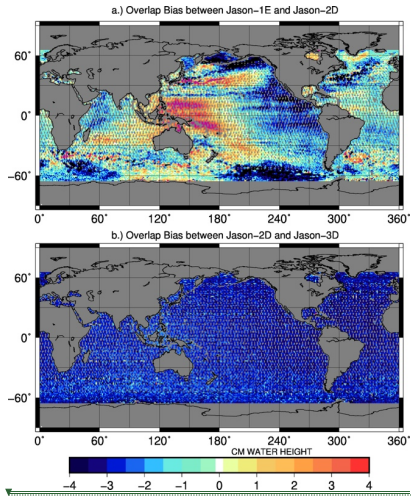 a.) Overlap Bias between Jason-1E and Jason-2D
60°
0°
−60°
0° 60° 120° 180° 240° 300° 360°
b.) Overlap Bias between Jason-2D and Jason-3D
60°
0°
−60°
0° 60° 120° 180° 240° 300° 360°
CM WATER HEIGHT
−4 −3 −2 −1 0 1 2 3 4